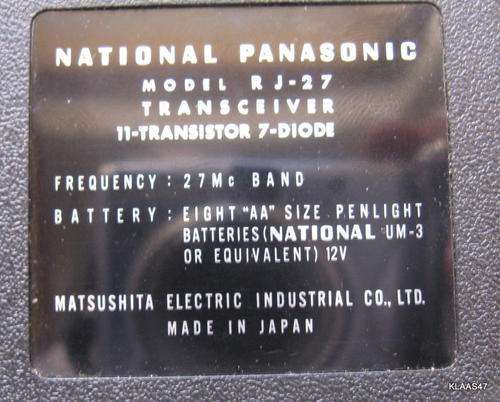 NATIONAL PANASONIC
MODEL RJ-27
TRANSCEIVER
11-TRANSISTOR 7-DIODE
FREQUENCY: 27Mc BAND
BATTERY: EIGHT "AA" SIZE PENLIGHT
BATTERIES (NATIONAL UM-3
OR EQUIVALENT) 12V
MATSUSHITA ELECTRIC INDUSTRIAL CO., LTD.
MADE IN JAPAN
KLAAS47